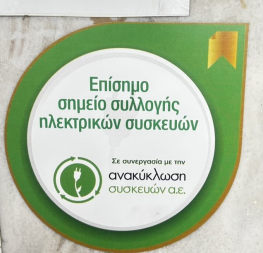 Επίσημο
σημείο συλλογής
ηλεκτρικών συσκευών
Σε συνεργασία με την
ανακύκλωση
συσκευών α.ε.